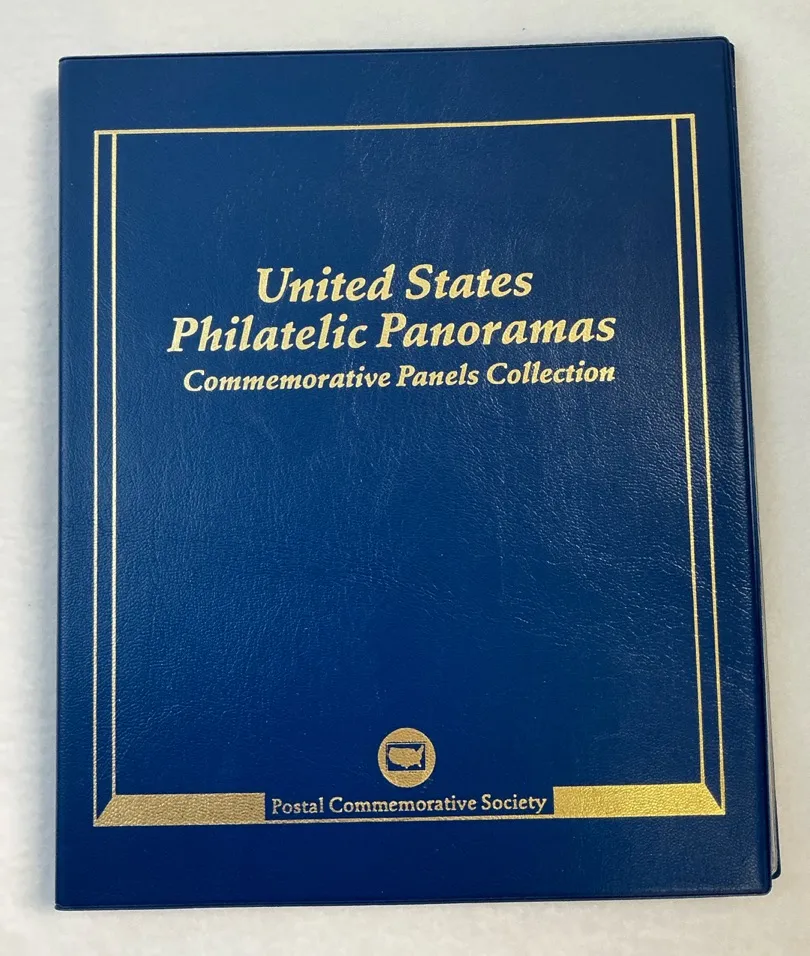 United States
Philatelic Panoramas
Commemorative Panels Collection
Postal Commemorative Society